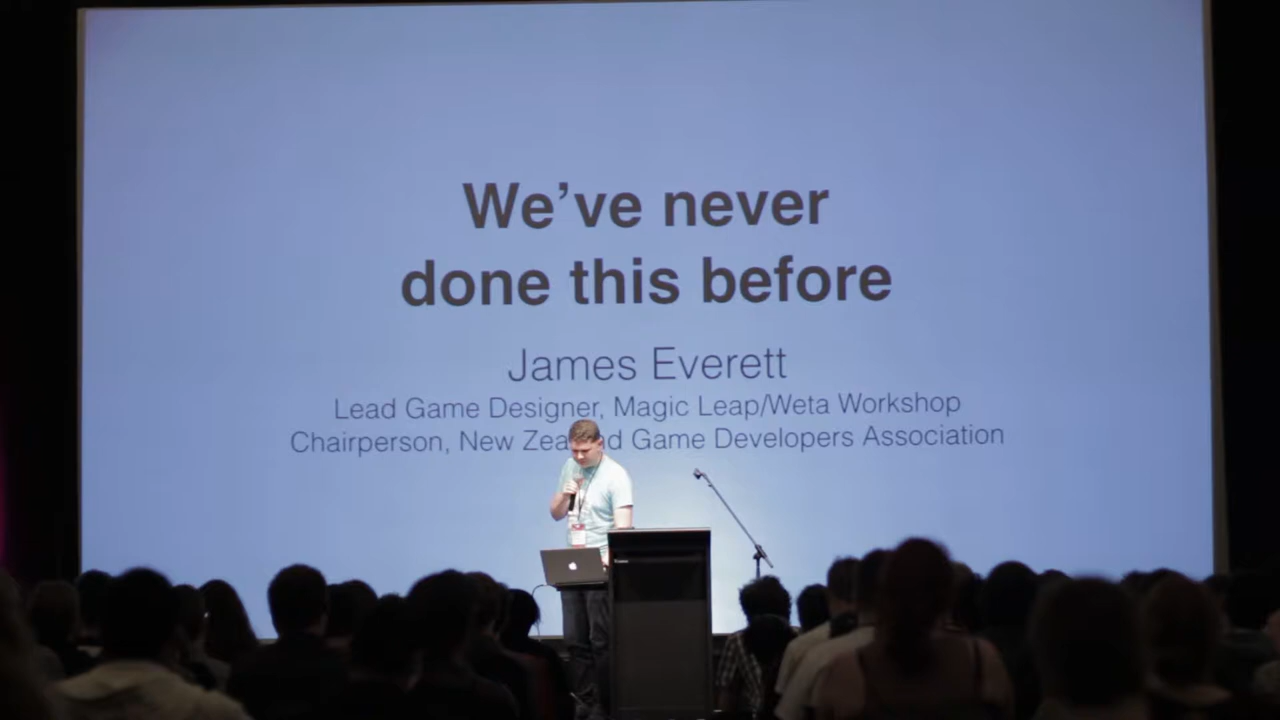 We've never
done this before
James Everett
Lead Game Designer, Magic Leap/Weta Workshop
Chairperson, New Zea d Game Developers Association